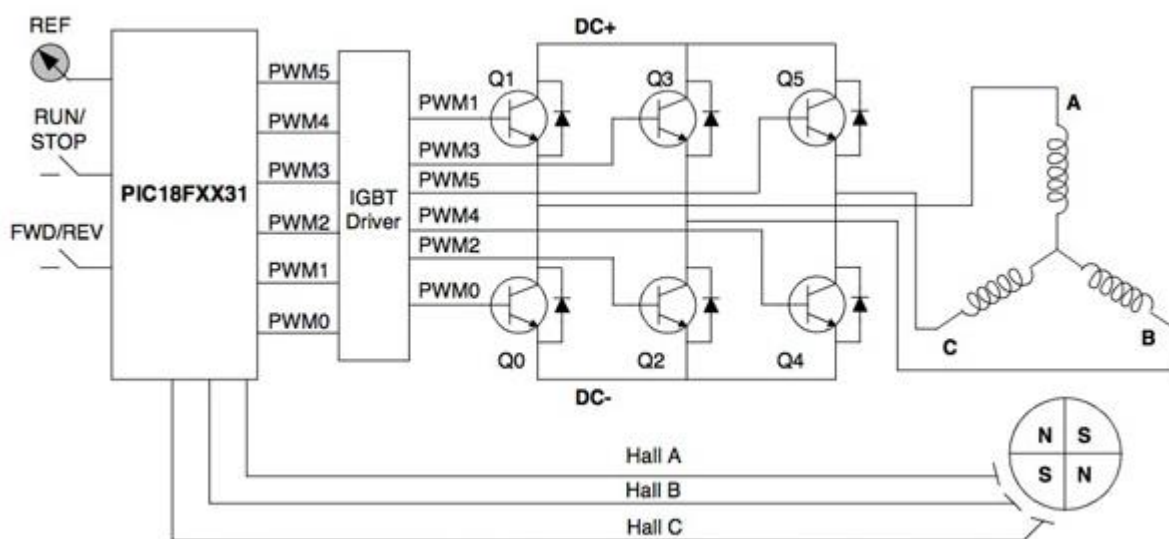 REF
RUN/
STOP
FWD/REV
PIC18FXX31
PWM5
PWM4
PWM3
PWM2
PWM1
PWM0
IGBT
Driver
PWM1
PWM3
PWM5
PWM4
PWM2
PWM0
DC+
Q1
Q3
Q5
Q0
Q2
Q4
DC-
A
C
B
N S
S N
Hall A
Hall B
Hall C